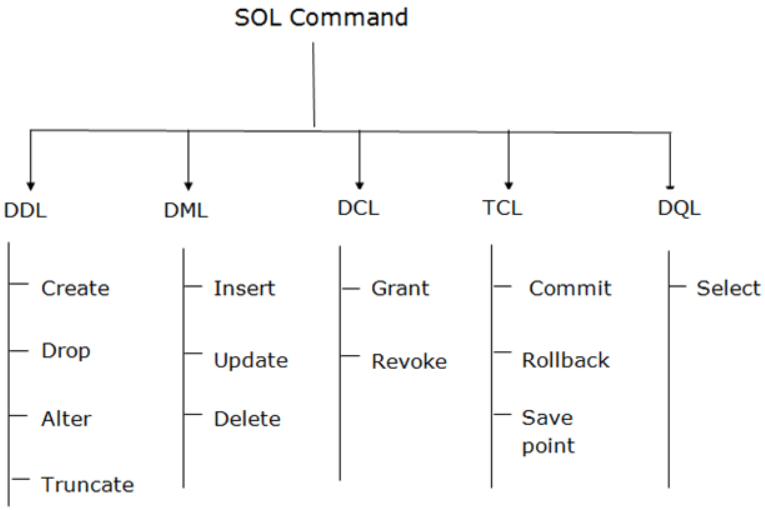 SOL Command
DDL
DML
DCL
TCL
DQL
Create
Drop
Alter
Truncate
Insert
Update
Delete
Grant
Revoke
Commit
Rollback
Save
point
Select